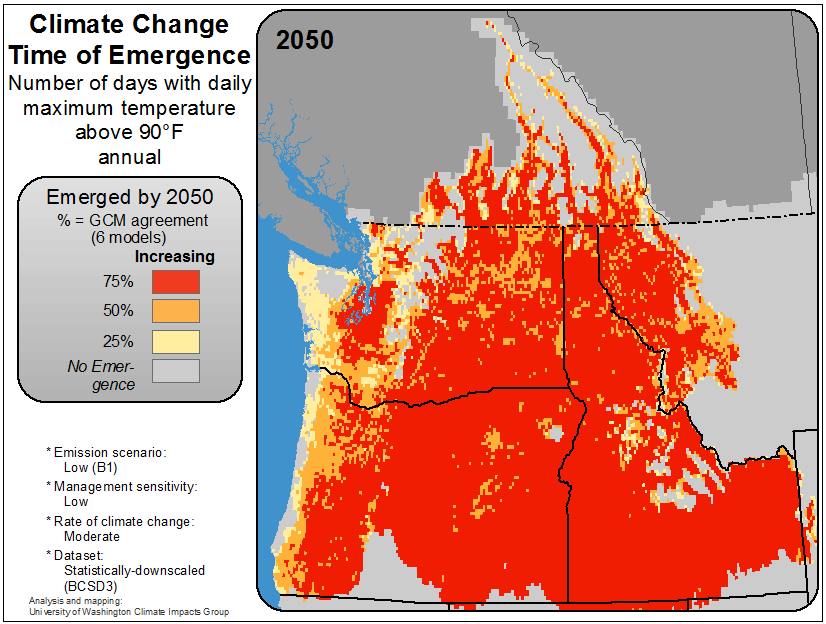 Climate Change
Time of Emergence
Number of days with daily
maximum temperature
above 90°F
annual
Emerged by 2050
% = GCM agreement
(6 models)
Increasing
75%
50%
25%
No Emer-
gence
* Emission scenario:
Low (B1)
* Management sensitivity:
Low
* Rate of climate change:
Moderate
* Dataset:
Statistically-downscaled
(BCSD3)
Analysis and mapping:
University of Washington Climate Impacts Group
2050